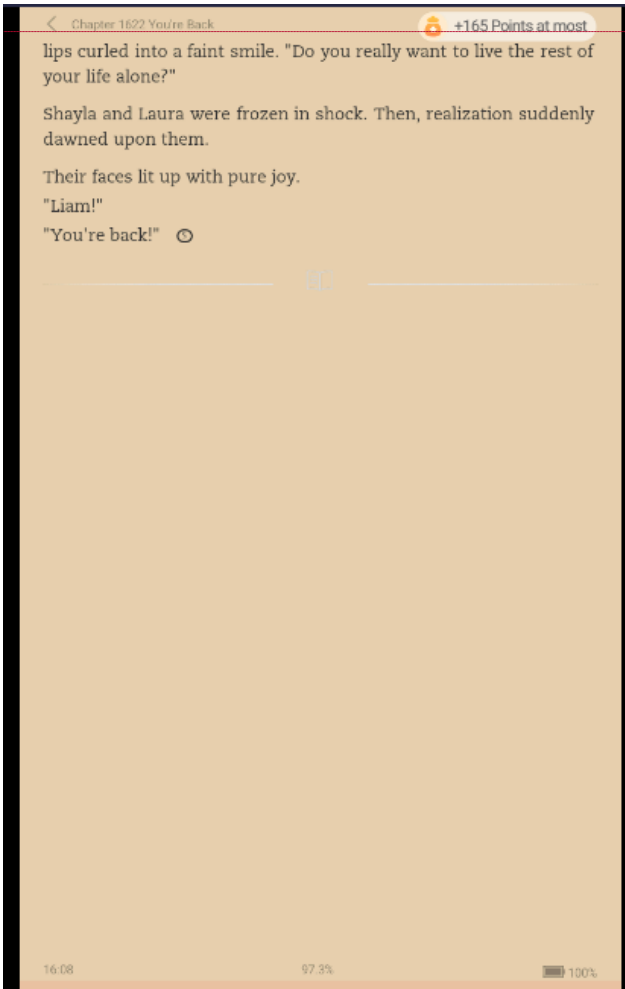 Chapter 1622 You're Back
+165 Points at most
lips curled into a faint smile. "Do you really want to live the rest of
your life alone?"
Shayla and Laura were frozen in shock. Then, realization suddenly
dawned upon them.
Their faces lit up with pure joy.
"Liam!"
"You're back!"
16:08
97.3%
100%